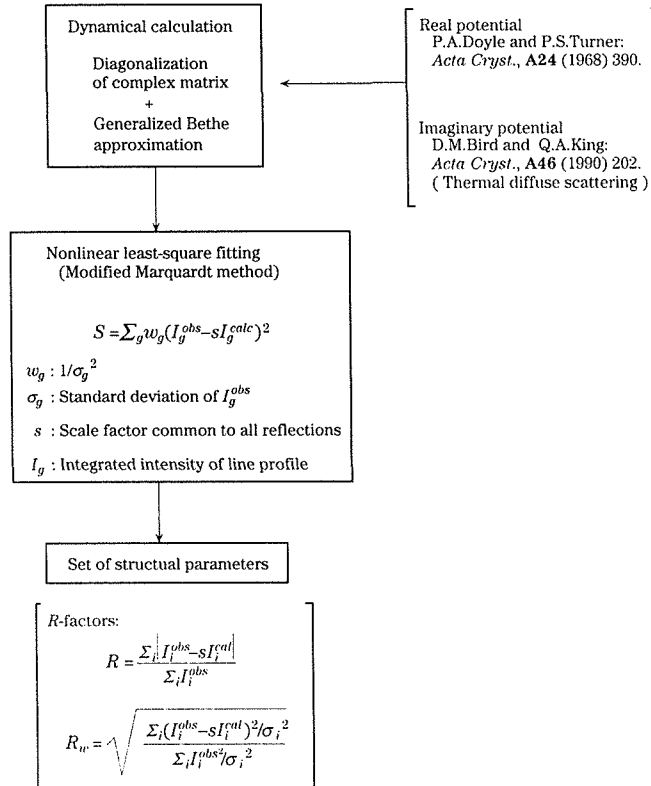 Dynamical calculation
Diagonalization
of complex matrix
+
Generalized Bethe
approximation
Real potential
P.A.Doyle and P.S.Turner:
Acta Cryst., A24 (1968) 390.
Imaginary potential
D.M.Bird and Q.A.King:
Acta Cryst., A46 (1990) 202.
( Thermal diffuse scattering )
Nonlinear least-square fitting
(Modified Marquardt method)
S = Σ_g w_g (I_g^obs – sI_g^calc)^2
w_g : 1/σ_g^2
σ_g : Standard deviation of I_g^obs
s : Scale factor common to all reflections
I_g : Integrated intensity of line profile
Set of structual parameters
R-factors:
R = Σ_i |I_i^obs – sI_i^cal| / Σ_i I_i^obs
R_w = √( Σ_i (I_i^obs – sI_i^cal)^2/σ_i^2 / Σ_i I_i^obs^2/σ_i^2 )